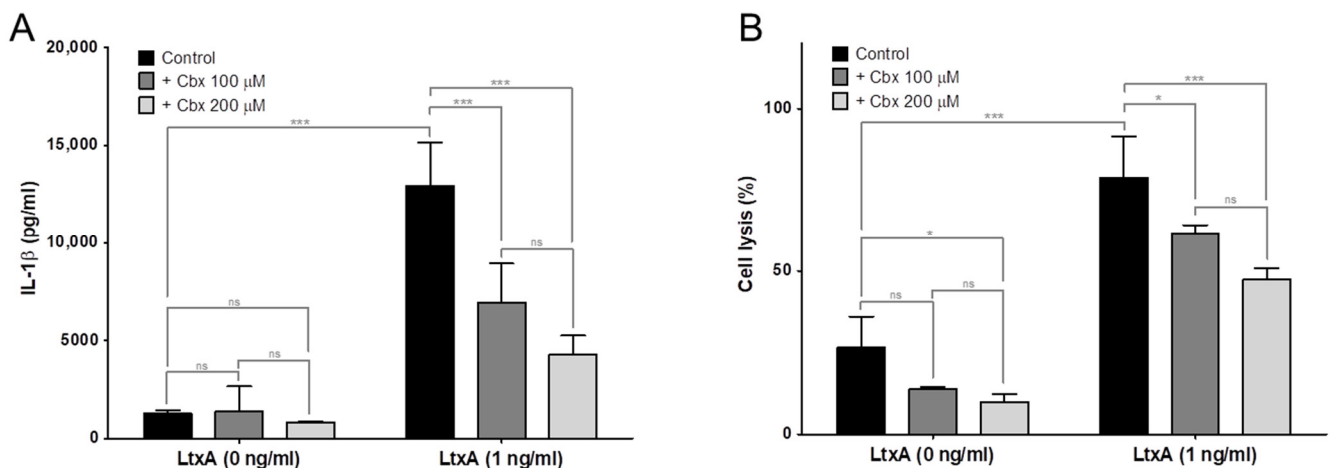 A
20,000
Control
+ Cbx 100 μM
+ Cbx 200 μM
***
***
***
15,000
IL-1β (pg/ml)
10,000
ns
ns
5000
ns
ns
0
LtxA (0 ng/ml)
LtxA (1 ng/ml)
B
Control
+ Cbx 100 μM
+ Cbx 200 μM
***
*
***
100
Cell lysis (%)
ns
*
50
ns
ns
0
LtxA (0 ng/ml)
LtxA (1 ng/ml)